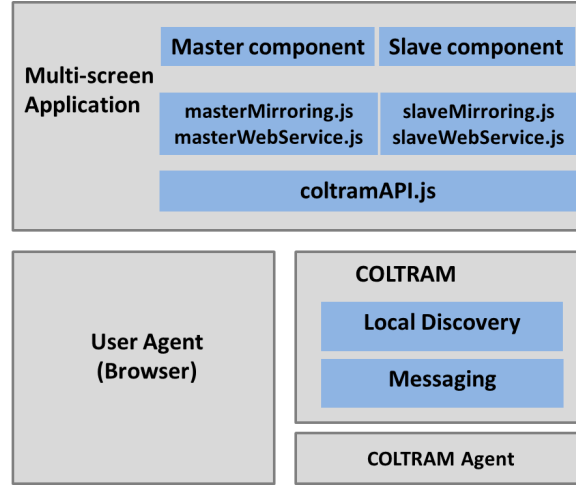 Master component
Slave component
Multi-screen
Application
masterMirroring.js
masterWebService.js
slaveMirroring.js
slaveWebService.js
coltramAPI.js
User Agent
(Browser)
COLTRAM
Local Discovery
Messaging
COLTRAM Agent